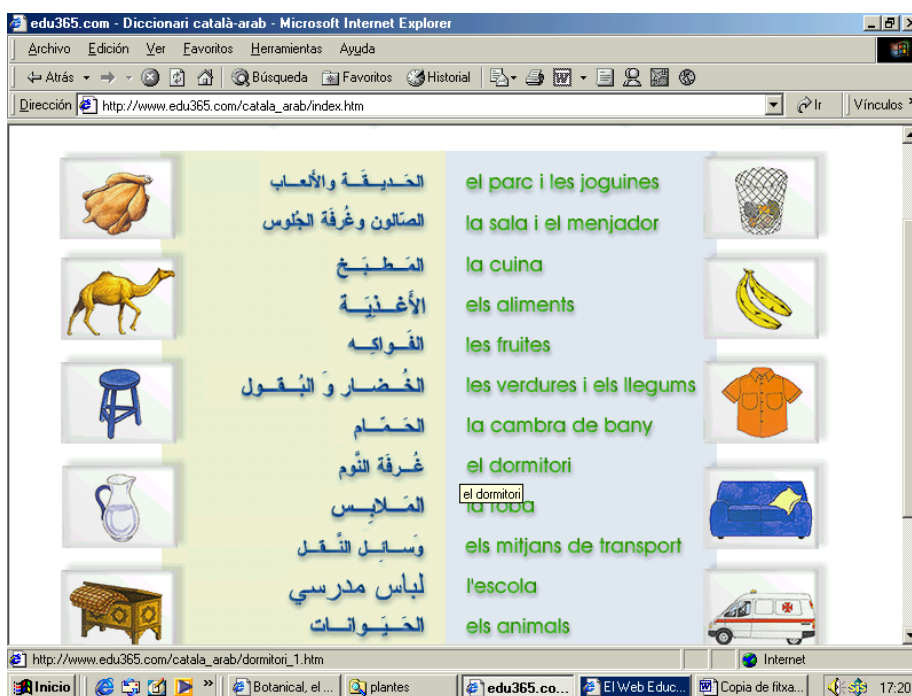 edu365.com - Diccionari català-arab - Microsoft Internet Explorer
Archivo Edición Ver Favoritos Herramientas Ayuda
Atrás Búsqueda Favoritos Historial
Dirección http://www.edu365.com/catala_arab/index.htm Ir Vínculos
الحَـديـقَـة والألعـاب el parc i les joguines
الصّالون وغُرفَة الجُلوس la sala i el menjador
المَـطـبَـخ la cuina
الأَغـذِيَـة els aliments
الفَـواكِـه les fruites
الخُـضـار وَ البُـقـول les verdures i els llegums
الحَـمّـام la cambra de bany
غُـرفَة النَّوم el dormitori
el dormitori
المَـلابِـس la roba
وَسـائِـل النَّـقـل els mitjans de transport
لباس مدرسي l'escola
الحَـيَـوانـات els animals
http://www.edu365.com/catala_arab/dormitori_1.htm Internet
Inicio » Botanical, el ... plantes edu365.co... El Web Educ... Copia de fitxa... 17:20